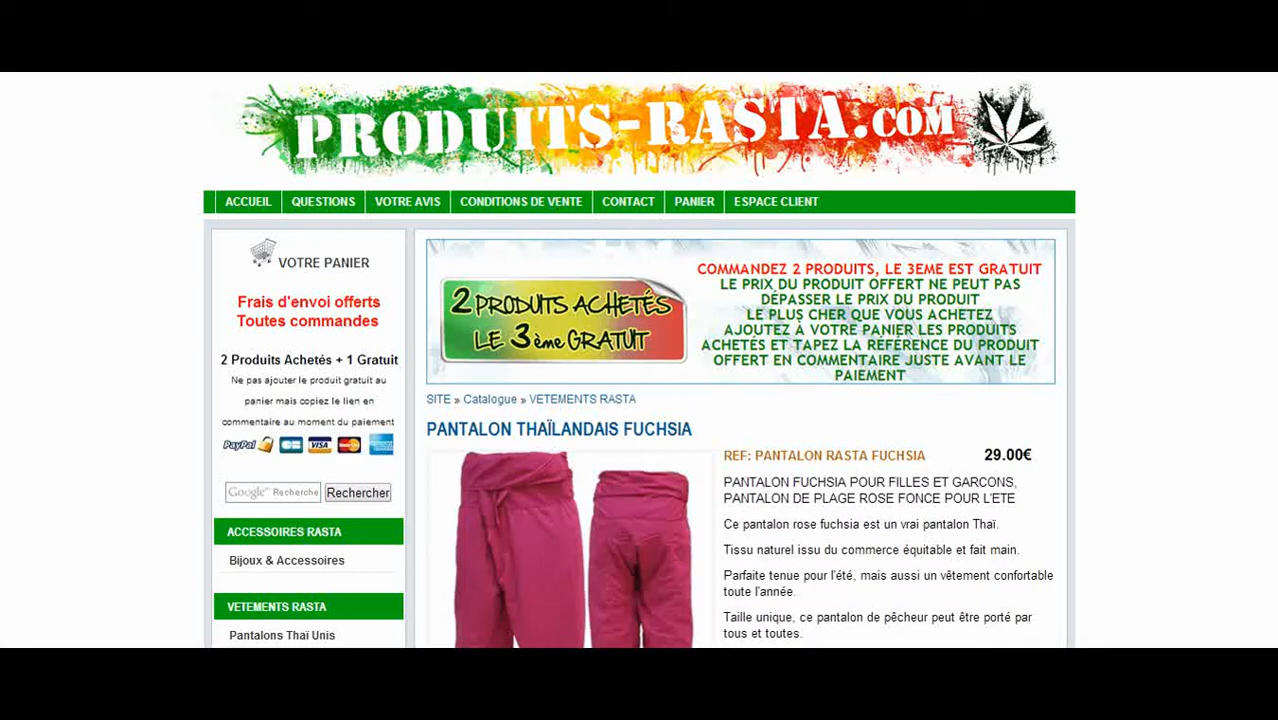 PRODUITS-RASTA.COM
ACCUEIL QUESTIONS VOTRE AVIS CONDITIONS DE VENTE CONTACT PANIER ESPACE CLIENT
VOTRE PANIER
Frais d'envoi offerts
Toutes commandes
2 Produits Achetés + 1 Gratuit
Ne pas ajouter le produit gratuit au
panier mais copiez le lien en
commentaire au moment du paiement
PayPal CB VISA MasterCard
Google Recherche Rechercher
ACCESSOIRES RASTA
Bijoux & Accessoires
VETEMENTS RASTA
Pantalons Thaï Unis
2 PRODUITS ACHETÉS
LE 3ème GRATUIT
COMMANDEZ 2 PRODUITS, LE 3EME EST GRATUIT
LE PRIX DU PRODUIT OFFERT NE PEUT PAS
DÉPASSER LE PRIX DU PRODUIT
LE PLUS CHER QUE VOUS ACHETEZ
AJOUTEZ À VOTRE PANIER LES PRODUITS
ACHETÉS ET TAPEZ LA RÉFÉRENCE DU PRODUIT
OFFERT EN COMMENTAIRE JUSTE AVANT LE
PAIEMENT
SITE » Catalogue » VETEMENTS RASTA
PANTALON THAÏLANDAIS FUCHSIA
REF: PANTALON RASTA FUCHSIA 29.00€
PANTALON FUCHSIA POUR FILLES ET GARCONS,
PANTALON DE PLAGE ROSE FONCE POUR L'ETE
Ce pantalon rose fuchsia est un vrai pantalon Thaï.
Tissu naturel issu du commerce équitable et fait main.
Parfaite tenue pour l'été, mais aussi un vêtement confortable
toute l'année.
Taille unique, ce pantalon de pêcheur peut être porté par
tous et toutes.